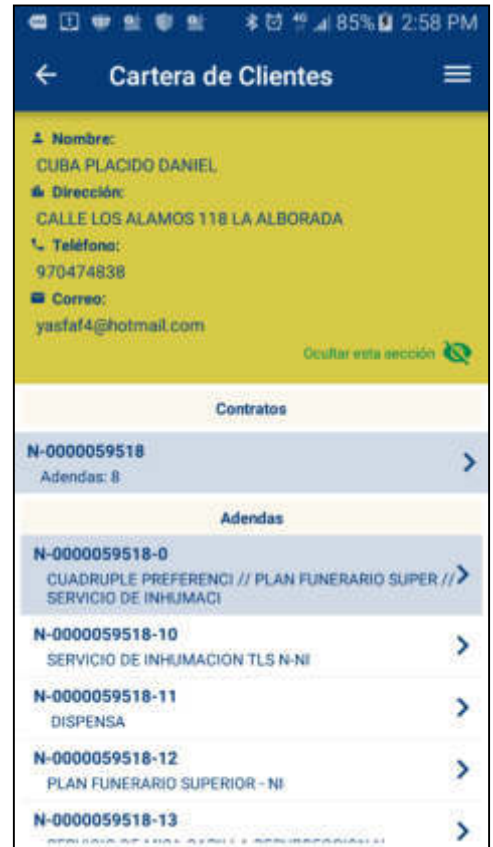 85% 2:58 PM
Cartera de Clientes
Nombre:
CUBA PLACIDO DANIEL
Dirección:
CALLE LOS ALAMOS 118 LA ALBORADA
Teléfono:
970474838
Correo:
yasfaf4@hotmail.com
Ocultar esta sección
Contratos
N-0000059518
Adendas: 8
Adendas
N-0000059518-0
CUADRUPLE PREFERENCI // PLAN FUNERARIO SUPER //
SERVICIO DE INHUMACI
N-0000059518-10
SERVICIO DE INHUMACION TLS N-NI
N-0000059518-11
DISPENSA
N-0000059518-12
PLAN FUNERARIO SUPERIOR - NI
N-0000059518-13